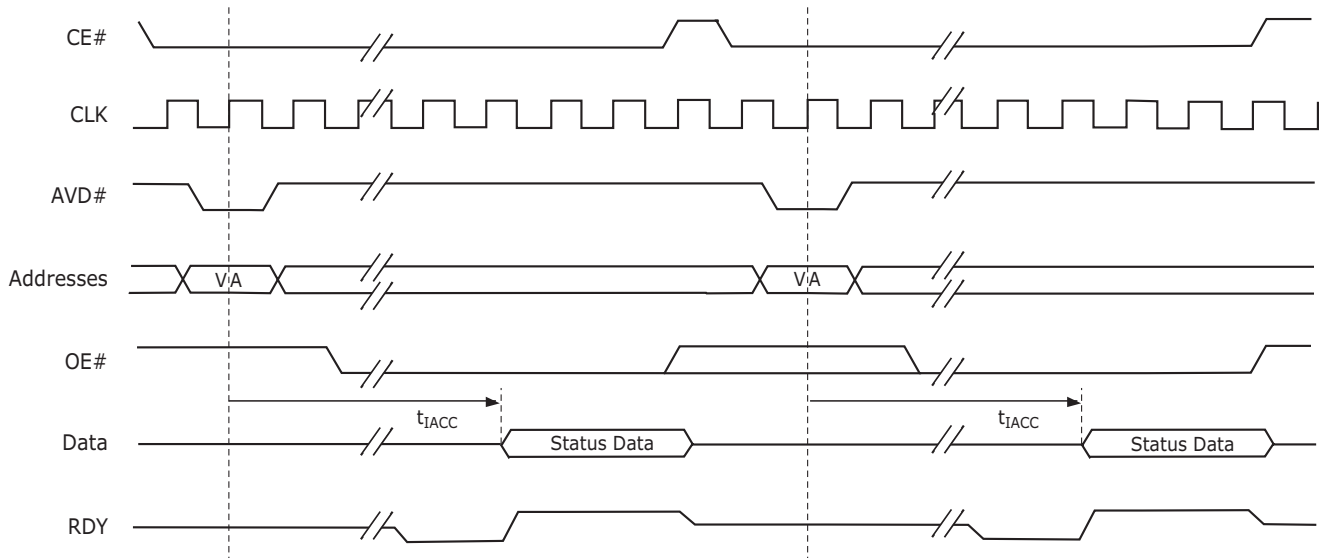 CE#
CLK
AVD#
Addresses
VA
VA
OE#
tIACC
tIACC
Data
Status Data
Status Data
RDY